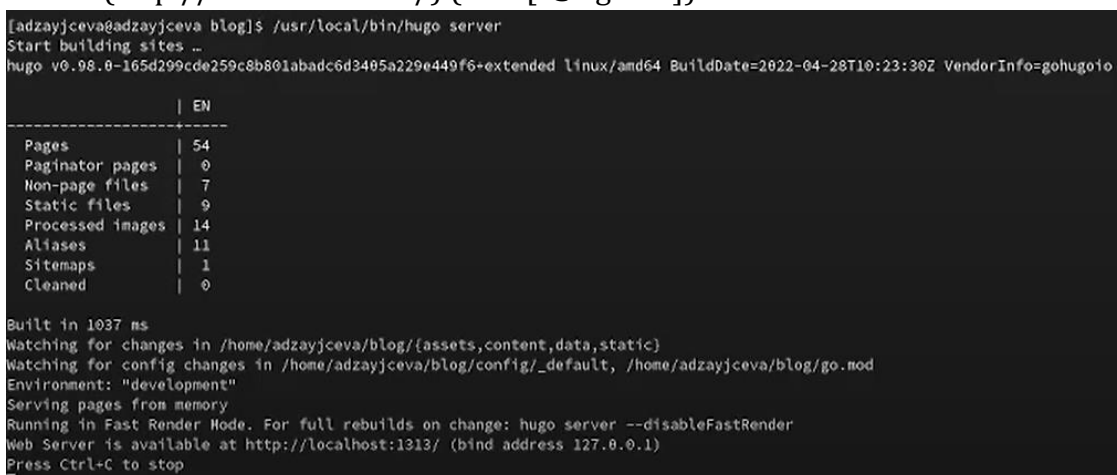 [adzayjceva@adzayjceva blog]$ /usr/local/bin/hugo server
Start building sites …
hugo v0.98.0-165d299cde259c8b801abadc6d3405a229e449f6+extended linux/amd64 BuildDate=2022-04-28T10:23:30Z VendorInfo=gohugoio
| EN
-------------------+-----
Pages | 54
Paginator pages | 0
Non-page files | 7
Static files | 9
Processed images | 14
Aliases | 11
Sitemaps | 1
Cleaned | 0
Built in 1037 ms
Watching for changes in /home/adzayjceva/blog/{assets,content,data,static}
Watching for config changes in /home/adzayjceva/blog/config/_default, /home/adzayjceva/blog/go.mod
Environment: "development"
Serving pages from memory
Running in Fast Render Mode. For full rebuilds on change: hugo server --disableFastRender
Web Server is available at http://localhost:1313/ (bind address 127.0.0.1)
Press Ctrl+C to stop